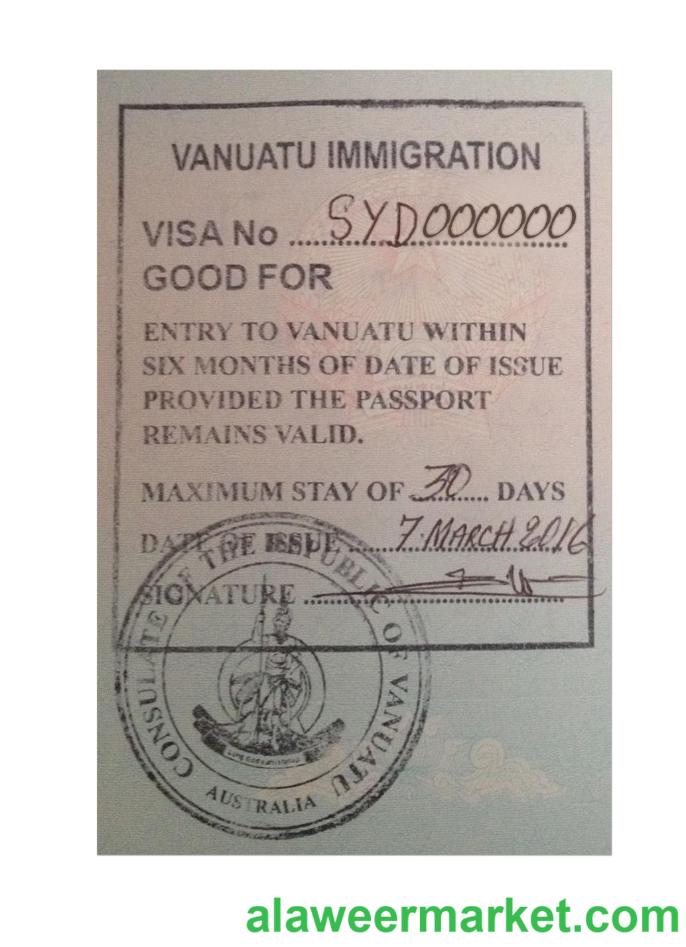 VANUATU IMMIGRATION
VISA No ........SYD000000
GOOD FOR
ENTRY TO VANUATU WITHIN
SIX MONTHS OF DATE OF ISSUE
PROVIDED THE PASSPORT
REMAINS VALID.
MAXIMUM STAY OF 30 DAYS
DATE OF ISSUE 7 MARCH 2016
SIGNATURE
CONSULATE OF THE REPUBLIC OF VANUATU
AUSTRALIA
alaweermarket.com